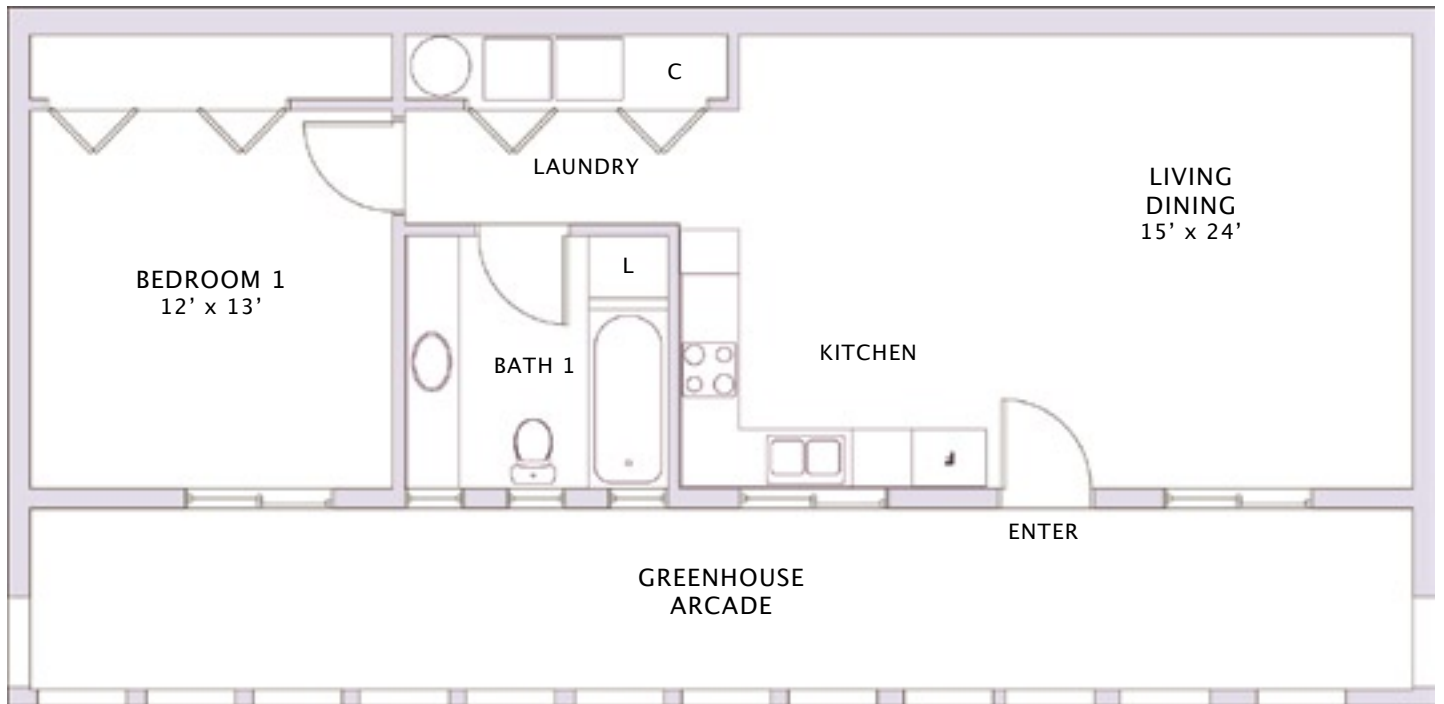 C
LAUNDRY
LIVING
DINING
15’ x 24’
BEDROOM 1
12’ x 13’
L
BATH 1
KITCHEN
F
ENTER
GREENHOUSE
ARCADE